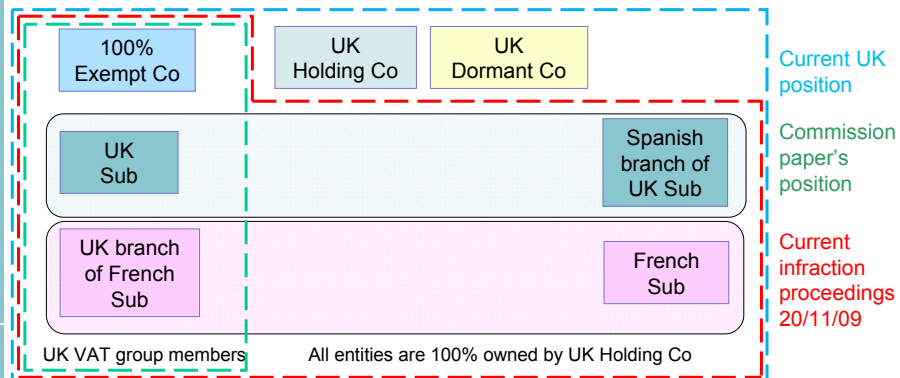 100%
Exempt Co
UK
Holding Co
UK
Dormant Co
Current UK
position
Commission
paper's
position
UK
Sub
Spanish
branch of
UK Sub
UK branch
of French
Sub
French
Sub
Current
infraction
proceedings
20/11/09
UK VAT group members
All entities are 100% owned by UK Holding Co